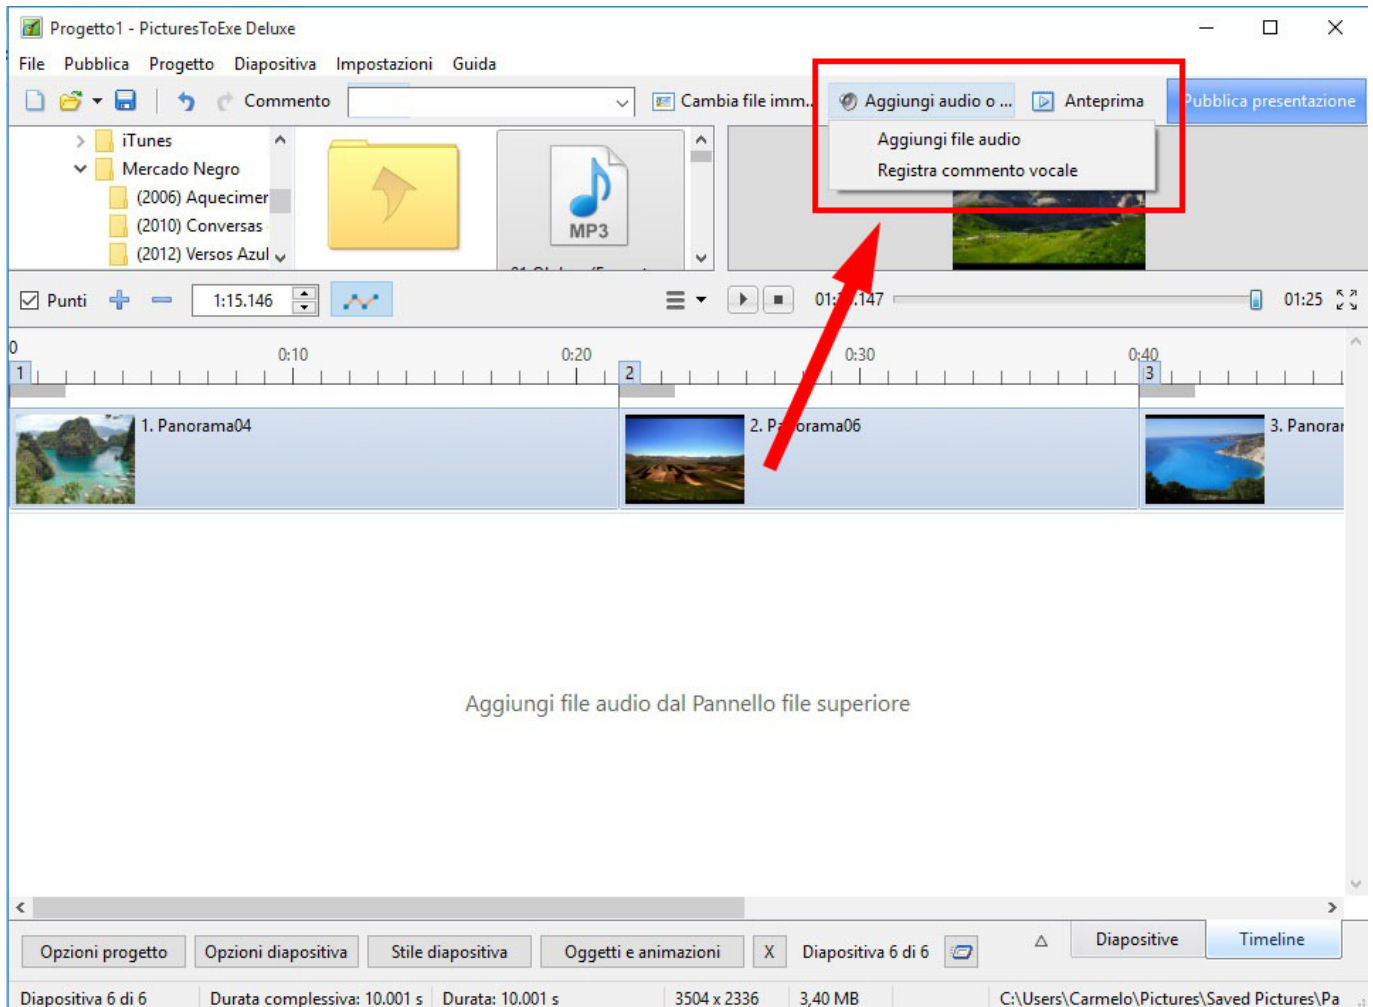 Progetto1 - PicturesToExe Deluxe
File Pubblica Progetto Diapositiva Impostazioni Guida
Commento Cambia file imm... Aggiungi audio o ... Anteprima Pubblica presentazione
Aggiungi file audio
Registra commento vocale
iTunes
Mercado Negro
(2006) Aquecimer
(2010) Conversas
(2012) Versos Azul
MP3
Punti 1:15.146 01: .147 01:25
0 0:10 0:20 0:30 0:40
1 2 3
1. Panorama04 2. Panorama06 3. Panorar
Aggiungi file audio dal Pannello file superiore
Opzioni progetto Opzioni diapositiva Stile diapositiva Oggetti e animazioni X Diapositiva 6 di 6 Diapositive Timeline
Diapositiva 6 di 6 Durata complessiva: 10.001 s Durata: 10.001 s 3504 x 2336 3,40 MB C:\Users\Carmelo\Pictures\Saved Pictures\Pa